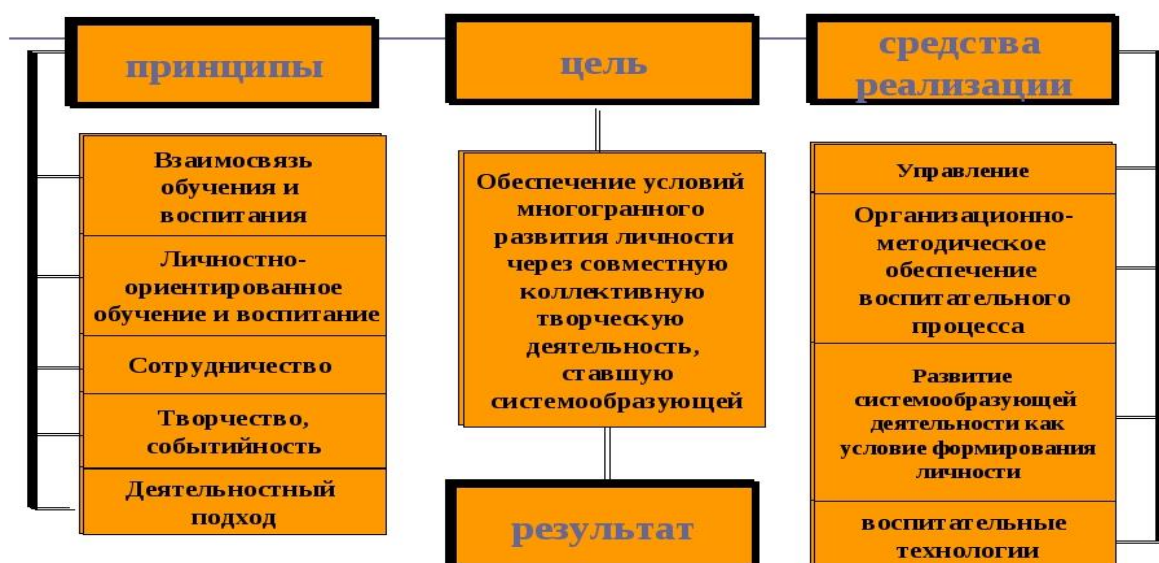 принципы
Взаимосвязь
обучения и
воспитания
Личностно-
ориентированное
обучение и воспитание
Сотрудничество
Творчество,
событийность
Деятельностный
подход
цель
Обеспечение условий
многогранного
развития личности
через совместную
коллективную
творческую
деятельность,
ставшую
системообразующей
результат
средства
реализации
Управление
Организационно-
методическое
обеспечение
воспитательного
процесса
Развитие
системообразующей
деятельности как
условие формирования
личности
воспитательные
технологии